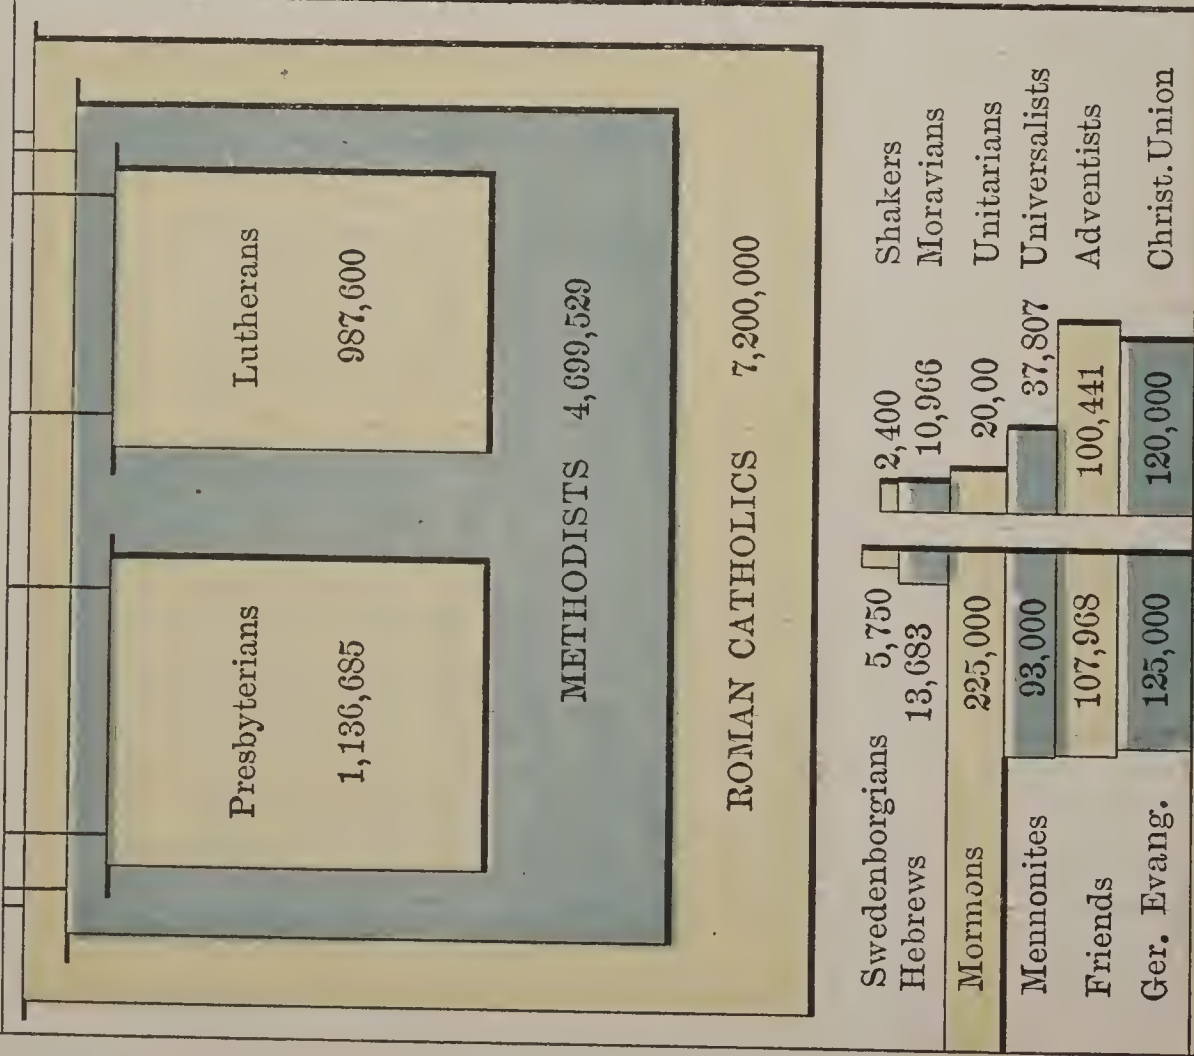 Presbyterians
1,136,685
Lutherans
987,600
METHODISTS 4,699,529
ROMAN CATHOLICS 7,200,000
Swedenborgians 5,750 2,400 Shakers
Hebrews 13,683 10,966 Moravians
Mormons 225,000 20,00 Unitarians
Mennonites 93,000 37,807 Universalists
Friends 107,968 100,441 Adventists
Ger. Evang. 125,000 120,000 Christ. Union